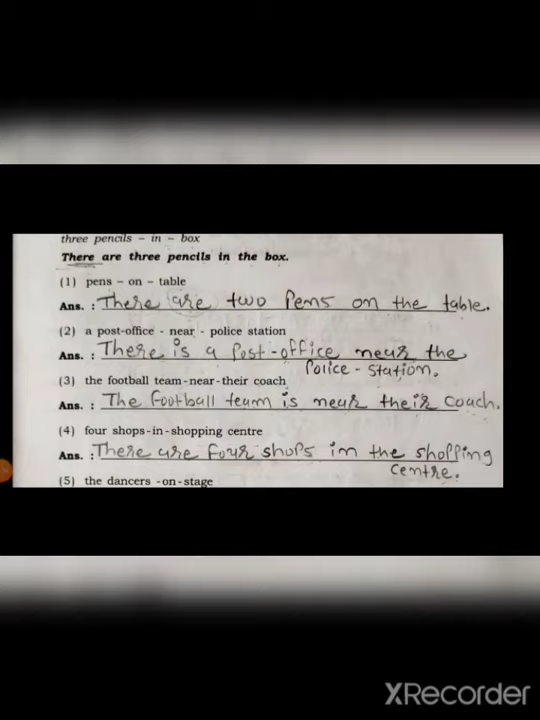 three pencils – in – box
There are three pencils in the box.
(1) pens – on – table
Ans. : There are two Pens on the table.
(2) a post-office - near - police station
Ans. : There is a Post-office near the
Police - Station.
(3) the football team-near-their coach
Ans. : The football team is near their coach.
(4) four shops-in-shopping centre
Ans. : There are four shops in the shopping
centre.
(5) the dancers -on-stage
XRecorder